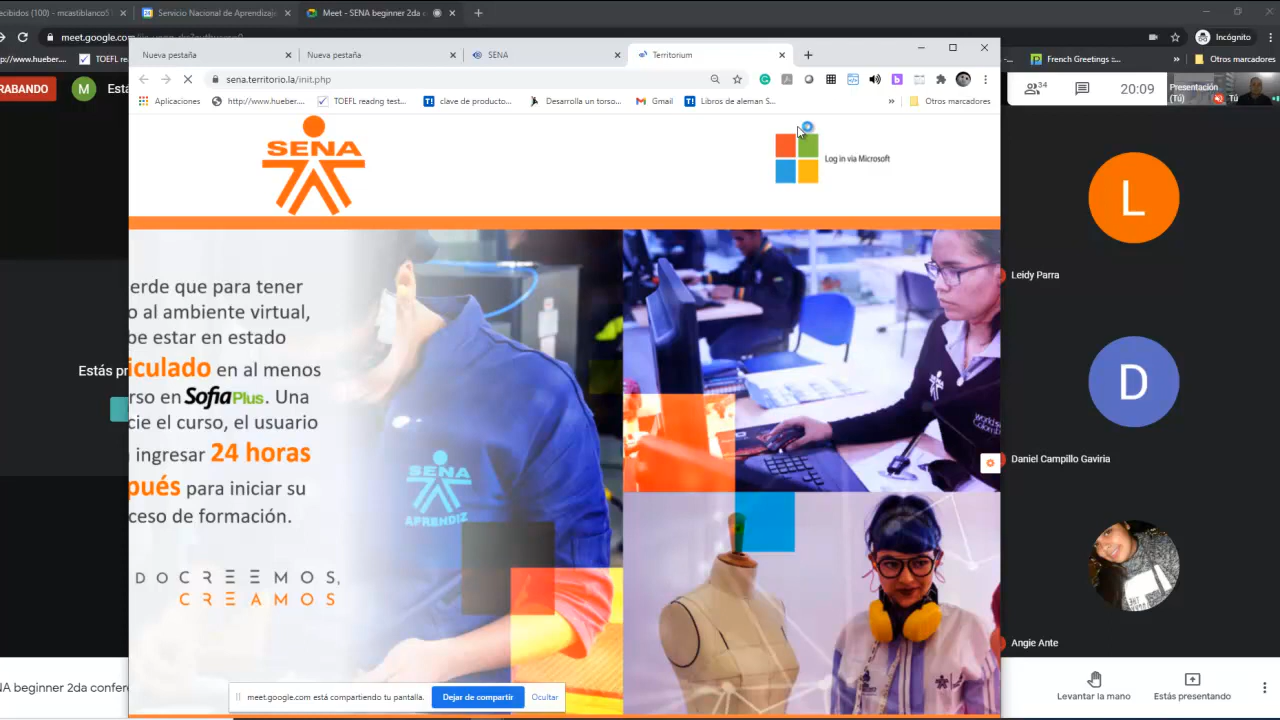 ecibidos (100) - mcastiblanco5
Servicio Nacional de Aprendizaj
Meet - SENA beginner 2da c
meet.google.com
Incógnito
TOEFL
French Greetings ::..
Otros marcadores
RABANDO
M
Está
34
20:09
Presentación
(Tú)
Tú
Nueva pestaña
Nueva pestaña
SENA
Territorium
sena.territorio.la/init.php
Aplicaciones
http://www.hueber....
TOEFL readng test...
clave de producto...
Desarrolla un torso...
Gmail
Libros de aleman S...
Otros marcadores
SENA
Log in via Microsoft
erde que para tener
o al ambiente virtual,
be estar en estado
iculado en al menos
rso en SofiaPlus. Una
cie el curso, el usuario
ingresar 24 horas
pués para iniciar su
ceso de formación.
DOCREEMOS,
CREAMOS
SENA
APRENDIZ
Estás pr
L
Leidy Parra
D
Daniel Campillo Gaviria
Angie Ante
NA beginner 2da confer
meet.google.com está compartiendo tu pantalla.
Dejar de compartir
Ocultar
Levantar la mano
Estás presentando